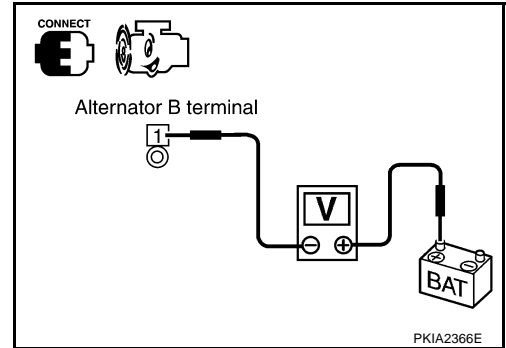 CONNECT
Alternator B terminal
1
V
BAT
PKIA2366E